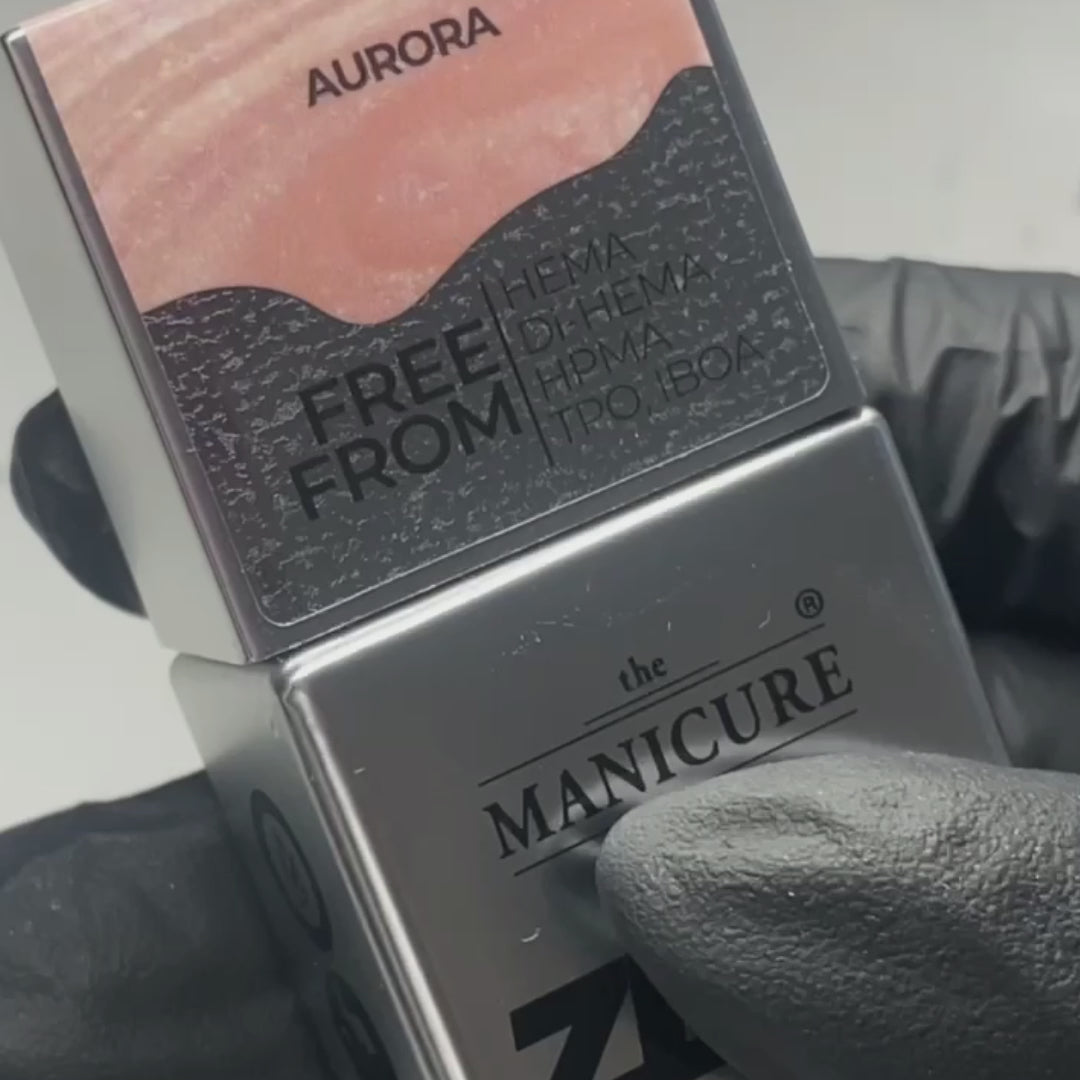 AURORA
FREE
FROM
HEMA
Di-HEMA
HPMA
TPO, IBOA
the
MANICURE
®